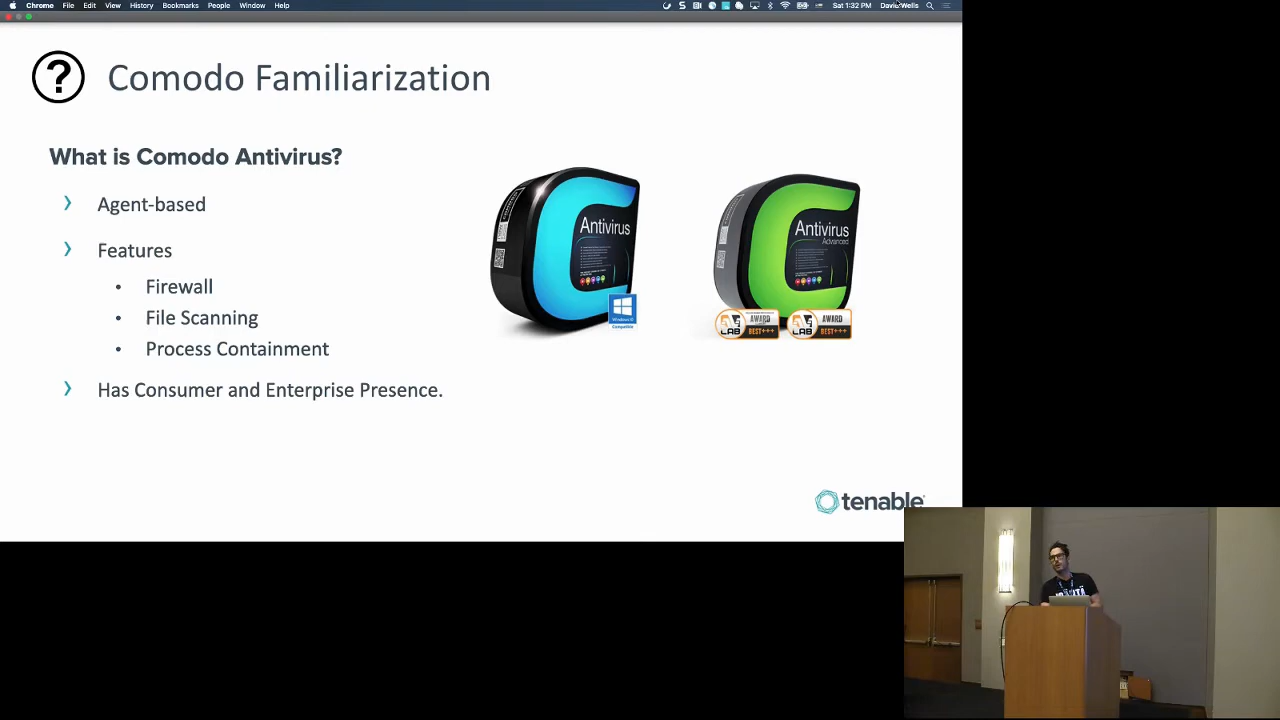 Chrome File Edit View History Bookmarks People Window Help
Sat 1:32 PM
Comodo Familiarization
What is Comodo Antivirus?
Agent-based
Features
Firewall
File Scanning
Process Containment
Has Consumer and Enterprise Presence.
Antivirus
Antivirus
Advanced
AWARD
BEST+++
LAB
AWARD
BEST+++
LAB
tenable